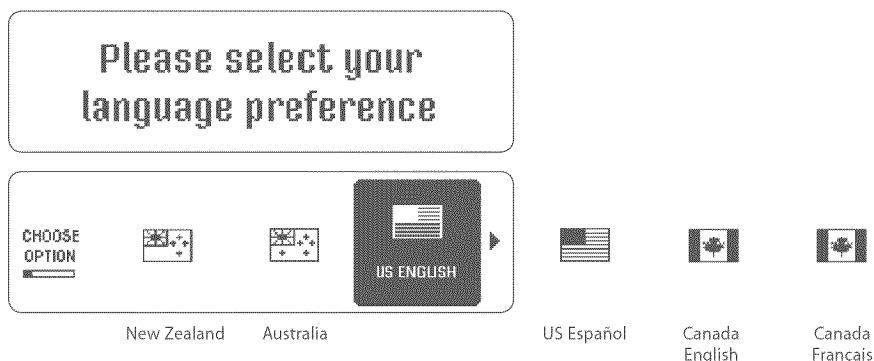 Please select your
language preference
CHOOSE
OPTION
US ENGLISH
New Zealand
Australia
US Español
Canada
English
Canada
Francais